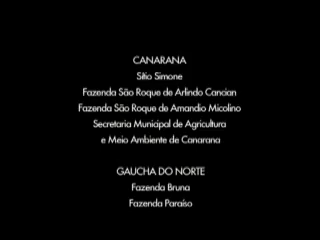 CANARANA
Sítio Simone
Fazenda São Roque de Arlindo Cancian
Fazenda São Roque de Amandio Micolino
Secretaria Municipal de Agricultura
e Meio Ambiente de Canarana
GAUCHA DO NORTE
Fazenda Bruna
Fazenda Paraíso